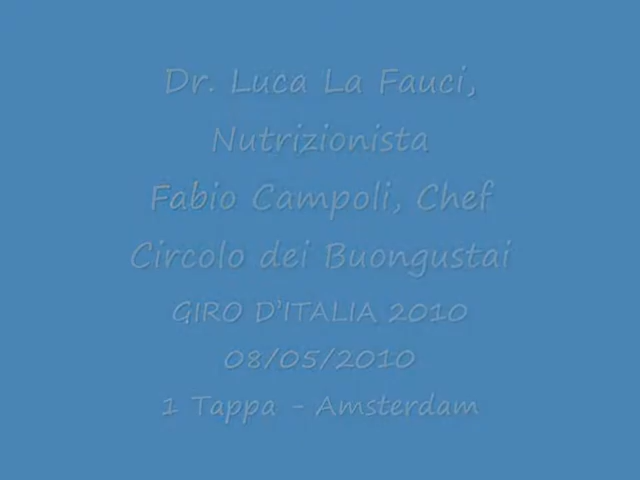 Dr. Luca La Fauci,
Nutrizionista
Fabio Campoli, Chef
Circolo dei Buongustai
GIRO D'ITALIA 2010
08/05/2010
1 Tappa - Amsterdam